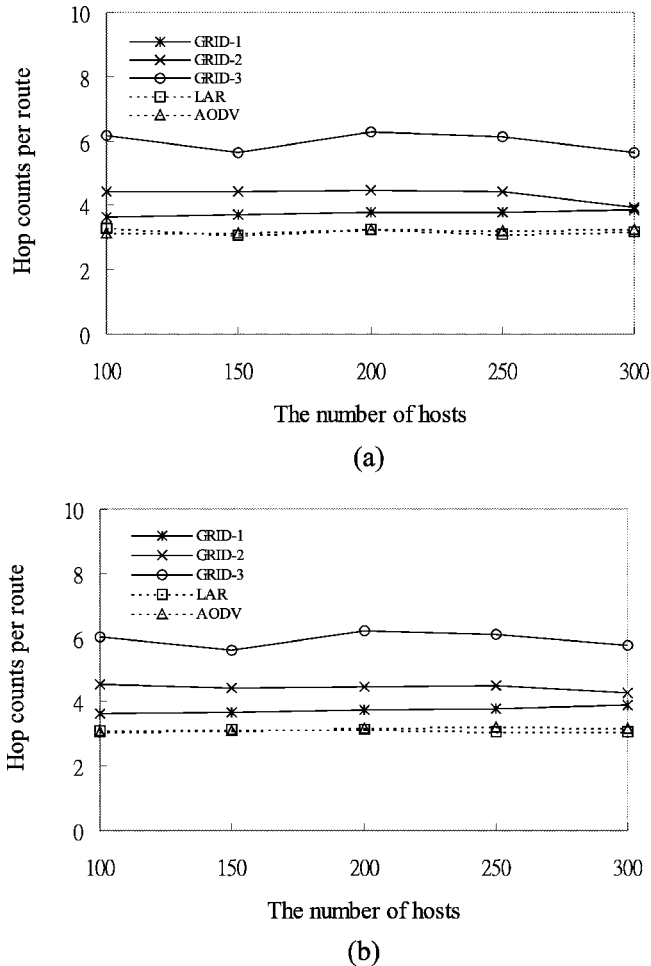 10
8
6
4
2
0
Hop counts per route
GRID-1
GRID-2
GRID-3
LAR
AODV
100 150 200 250 300
The number of hosts
(a)
10
8
6
4
2
0
Hop counts per route
GRID-1
GRID-2
GRID-3
LAR
AODV
100 150 200 250 300
The number of hosts
(b)